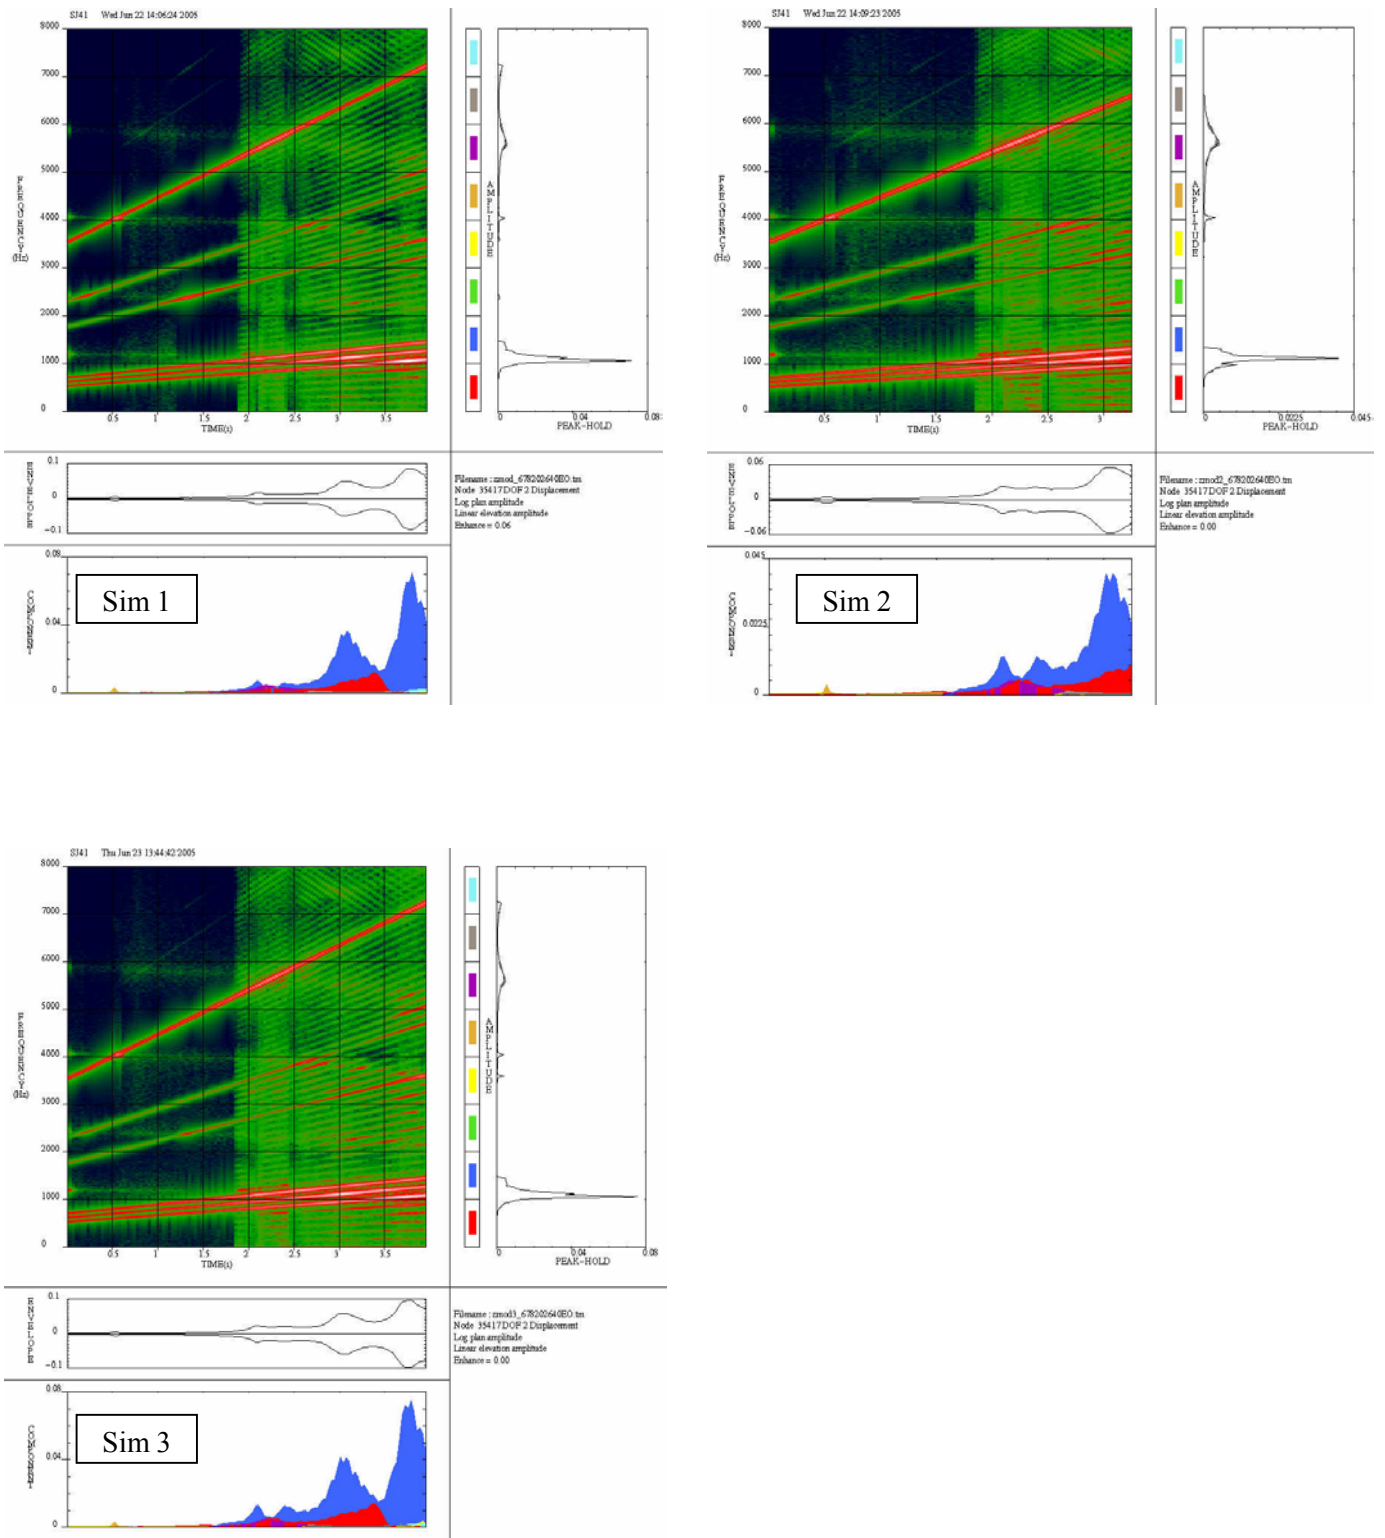 SJ41 Wed Jun 22 14:06:24 2005
8000
7000
6000
5000
4000
3000
2000
1000
0
FREQUENCY
(Hz)
0.5 1 1.5 2 2.5 3 3.5
TIME(s)
AMPLITUDE
0 0.04 0.08
PEAK-HOLD
0.1
0
-0.1
ENVELOPE
Filename : zmod_678202640EO.tm
Node 35417 DOF 2 Displacement
Log plan amplitude
Linear elevation amplitude
Enhance = 0.06
0.08
0.04
0
Sim 1
SJ41 Wed Jun 22 14:09:23 2005
8000
7000
6000
5000
4000
3000
2000
1000
0
FREQUENCY
(Hz)
0.5 1 1.5 2 2.5 3
TIME(s)
AMPLITUDE
0 0.0225 0.045
PEAK-HOLD
0.06
0
-0.06
ENVELOPE
Filename : zmod2_678202640EO.tm
Node 35417 DOF 2 Displacement
Log plan amplitude
Linear elevation amplitude
Enhance = 0.00
0.045
0.0225
0
Sim 2
SJ41 Thu Jun 23 13:44:42 2005
8000
7000
6000
5000
4000
3000
2000
1000
0
FREQUENCY
(Hz)
0.5 1 1.5 2 2.5 3 3.5
TIME(s)
AMPLITUDE
0 0.04 0.08
PEAK-HOLD
0.1
0
-0.1
ENVELOPE
Filename : zmod3_678202640EO.tm
Node 35417 DOF 2 Displacement
Log plan amplitude
Linear elevation amplitude
Enhance = 0.00
0.08
0.04
0
COMPONENT
Sim 3